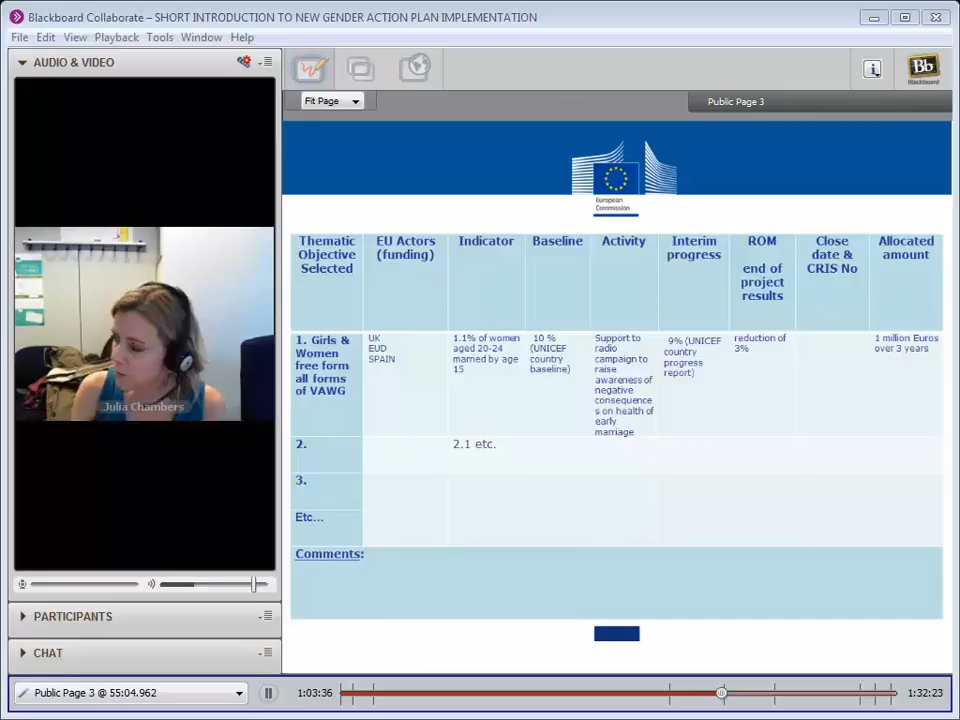 Blackboard Collaborate – SHORT INTRODUCTION TO NEW GENDER ACTION PLAN IMPLEMENTATION
File Edit View Playback Tools Window Help
AUDIO & VIDEO
Julia Chambers
PARTICIPANTS
CHAT
Fit Page
Public Page 3
Bb
Blackboard
European
Commission
Thematic
Objective
Selected
EU Actors
(funding)
Indicator
Baseline
Activity
Interim
progress
ROM
end of
project
results
Close
date &
CRIS No
Allocated
amount
1. Girls &
Women
free form
all forms
of VAWG
UK
EUD
SPAIN
1.1% of women
aged 20-24
married by age
15
10 %
(UNICEF
country
baseline)
Support to
radio
campaign to
raise
awareness of
negative
consequence
s on health of
early
marriage
9% (UNICEF
country
progress
report)
reduction of
3%
1 million Euros
over 3 years
2.
2.1 etc.
3.
Etc...
Comments:
Public Page 3 @ 55:04.962
1:03:36
1:32:23